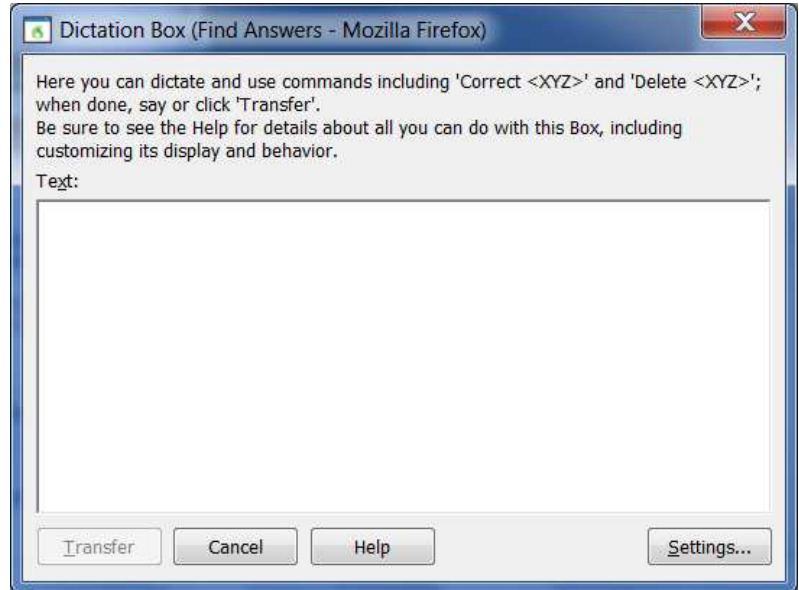 Dictation Box (Find Answers - Mozilla Firefox)
Here you can dictate and use commands including 'Correct <XYZ>' and 'Delete <XYZ>';
when done, say or click 'Transfer'.
Be sure to see the Help for details about all you can do with this Box, including
customizing its display and behavior.
Text:
Transfer Cancel Help Settings...